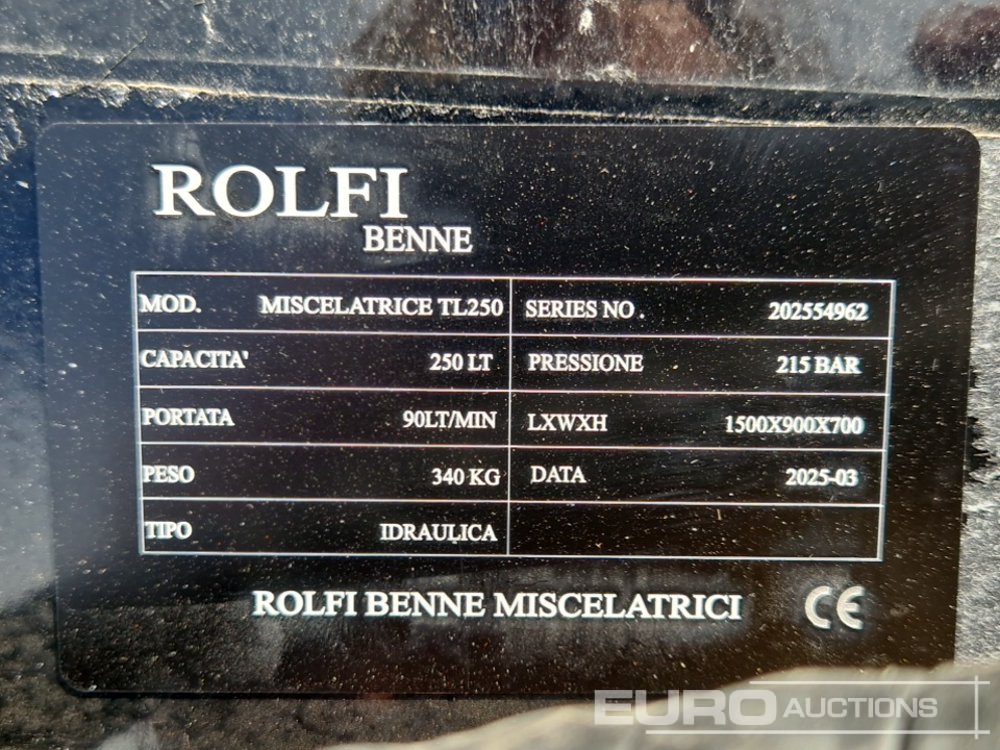 ROLFI
BENNE
MOD. MISCELATRICE TL250 SERIES NO . 202554962
CAPACITA' 250 LT PRESSIONE 215 BAR
PORTATA 90LT/MIN LXWXH 1500X900X700
PESO 340 KG DATA 2025-03
TIPO IDRAULICA
ROLFI BENNE MISCELATRICI CE
EURO AUCTIONS